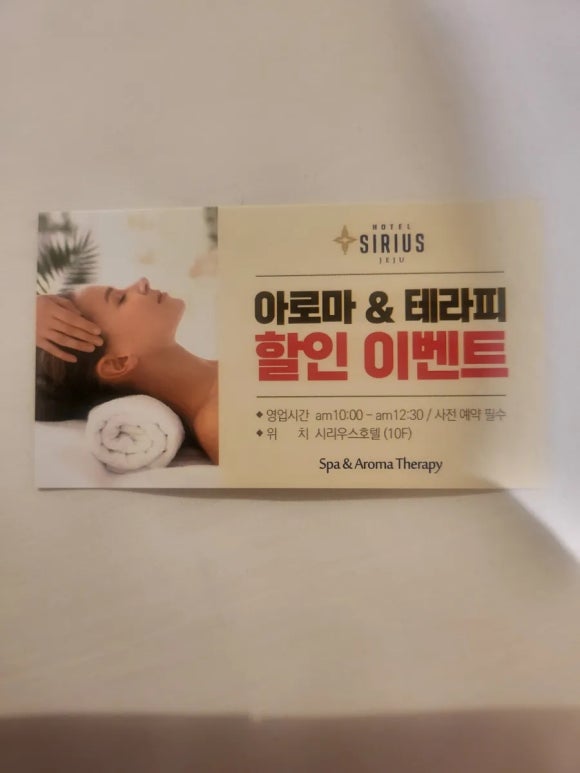 HOTEL
SIRIUS
JEJU
아로마 & 테라피
할인 이벤트
◆ 영업시간 am10:00 - am12:30 / 사전 예약 필수
◆ 위 치 시리우스호텔 (10F)
Spa & Aroma Therapy